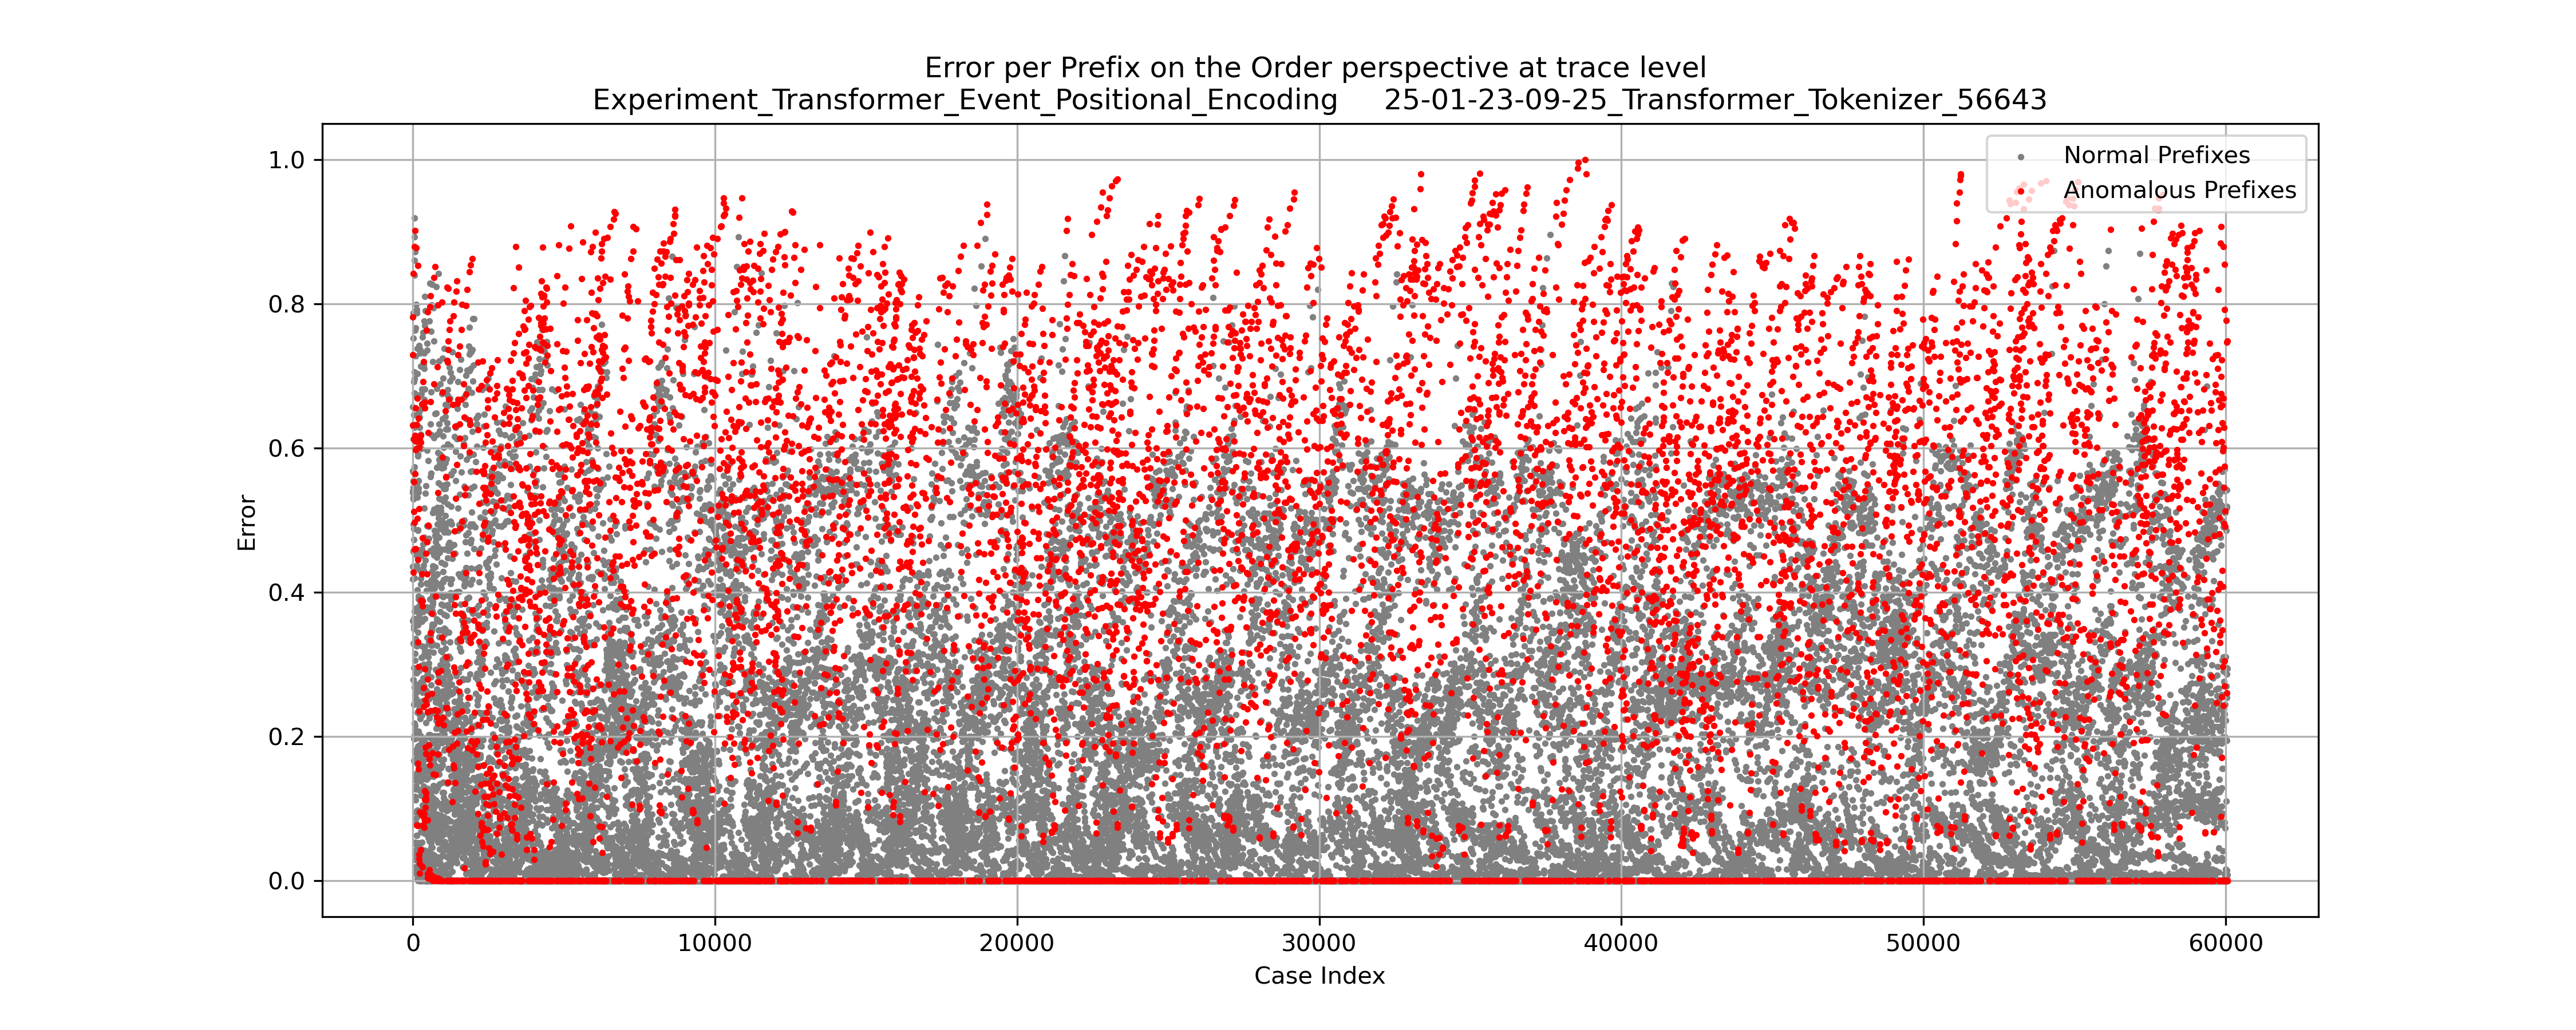 Error per Prefix on the Order perspective at trace level
Experiment_Transformer_Event_Positional_Encoding 25-01-23-09-25_Transformer_Tokenizer_56643
Normal Prefixes
Anomalous Prefixes
1.0
0.8
0.6
0.4
0.2
0.0
Error
0 10000 20000 30000 40000 50000 60000
Case Index